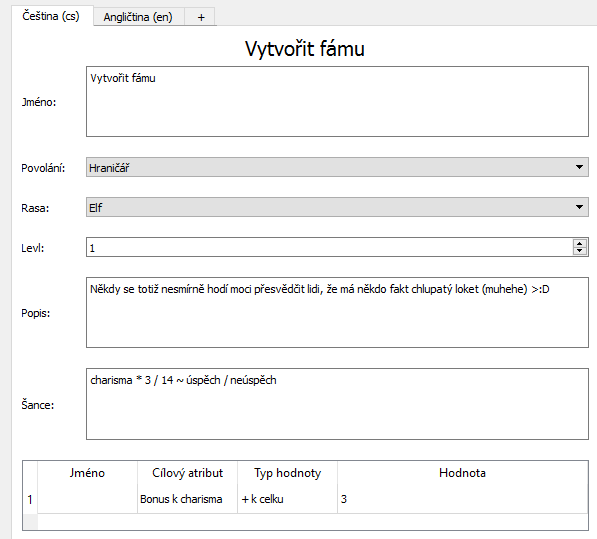 Čeština (cs) Angličtina (en) +
Vytvořit fámu
Jméno: Vytvořit fámu
Povolání: Hraničář
Rasa: Elf
Levl: 1
Popis: Někdy se totiž nesmírně hodí moci přesvědčit lidi, že má někdo fakt chlupatý loket (muhehe) >:D
Šance: charisma * 3 / 14 ~ úspěch / neúspěch
Jméno Cílový atribut Typ hodnoty Hodnota
1 Bonus k charisma + k celku 3